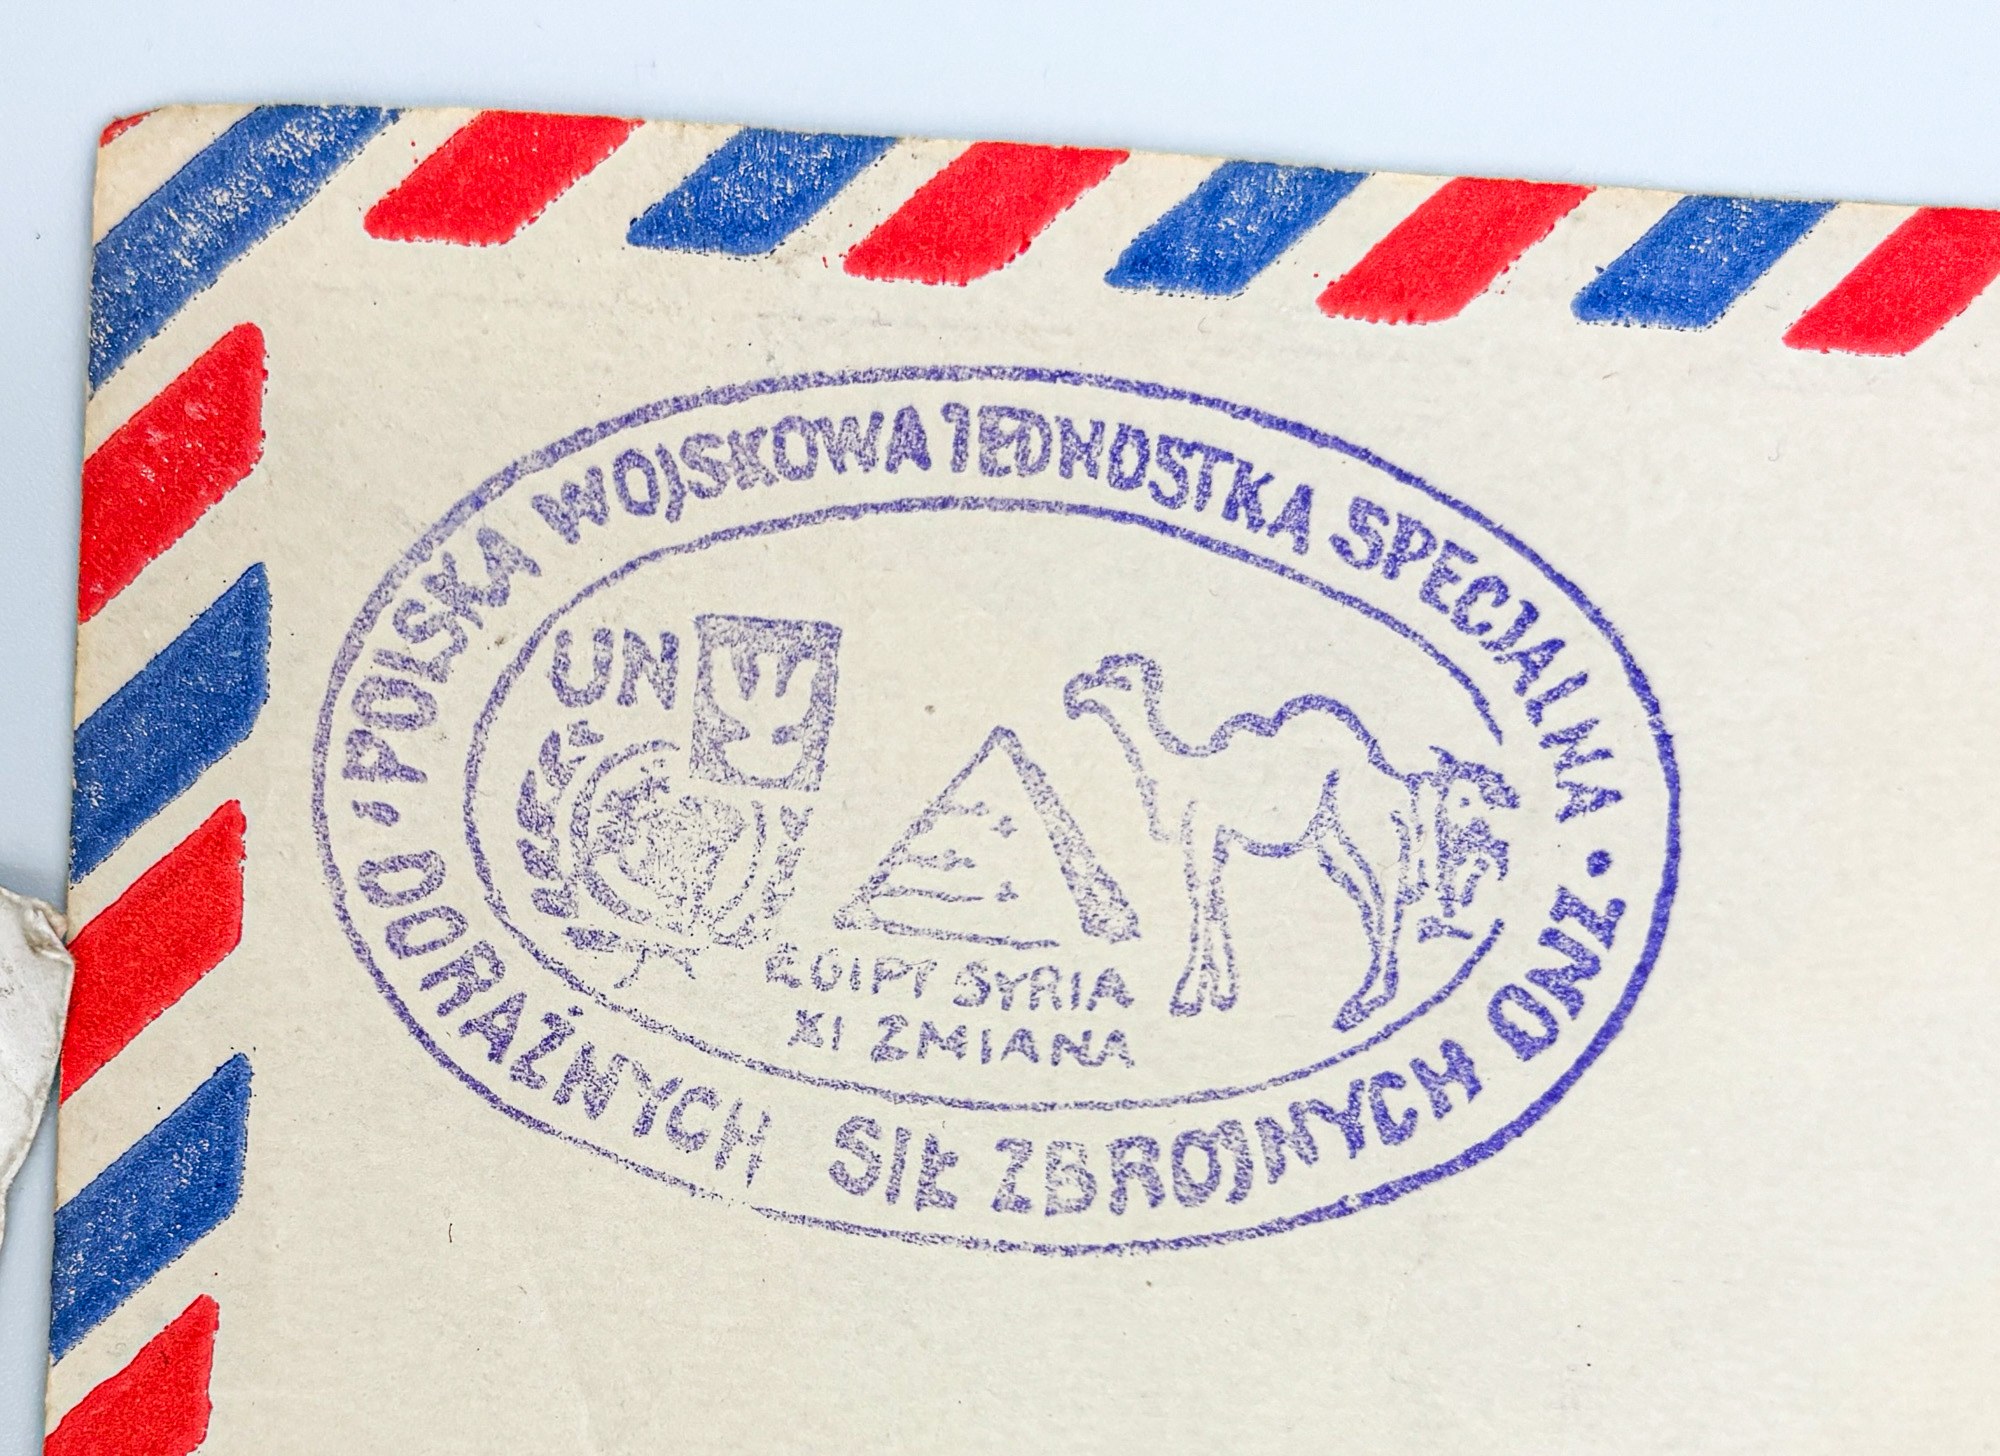 POLSKA WOJSKOWA JEDNOSTKA SPECJALNA
DORAŹNYCH SIŁ ZBROJNYCH ONZ
UN
EGIPT SYRIA
XI ZMIANA